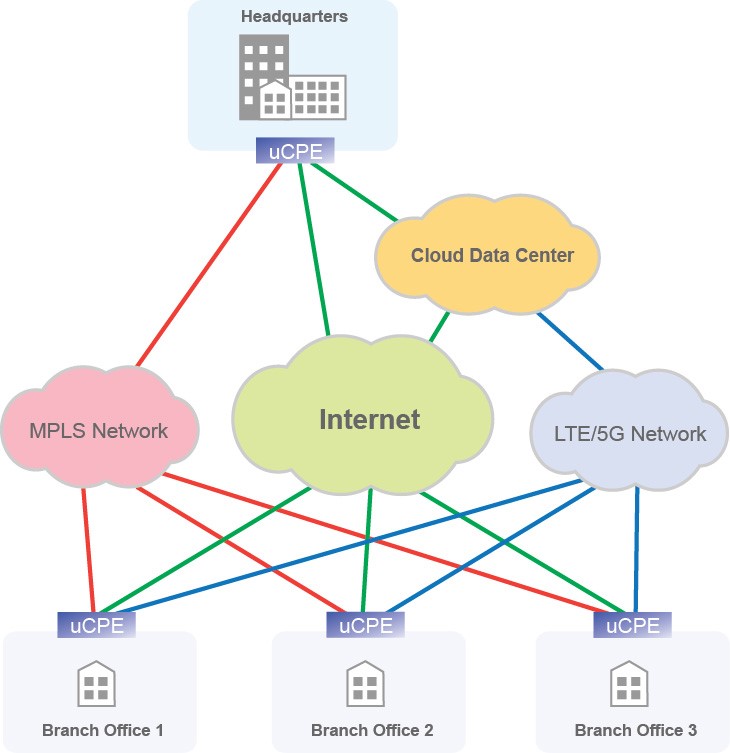 Headquarters
uCPE
Cloud Data Center
Internet
MPLS Network
LTE/5G Network
uCPE
uCPE
uCPE
Branch Office 1
Branch Office 2
Branch Office 3